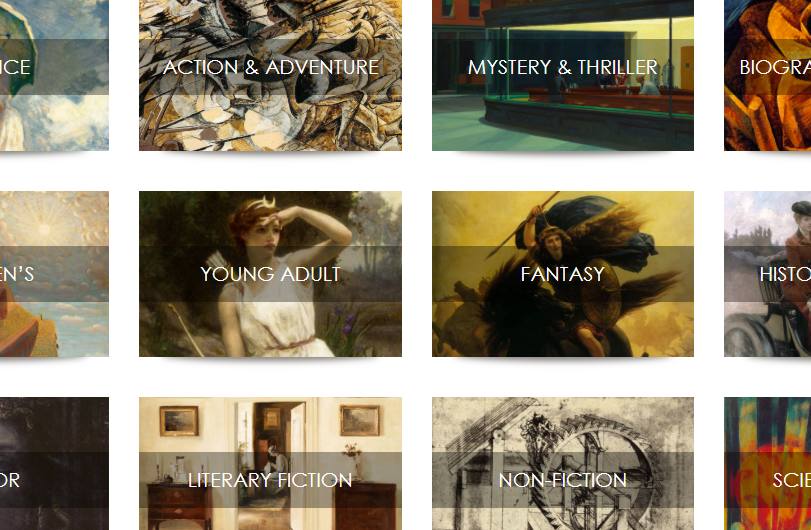 ICE
ACTION & ADVENTURE
MYSTERY & THRILLER
BIOGRA
EN'S
YOUNG ADULT
FANTASY
HISTO
OR
LITERARY FICTION
NON-FICTION
SCIE